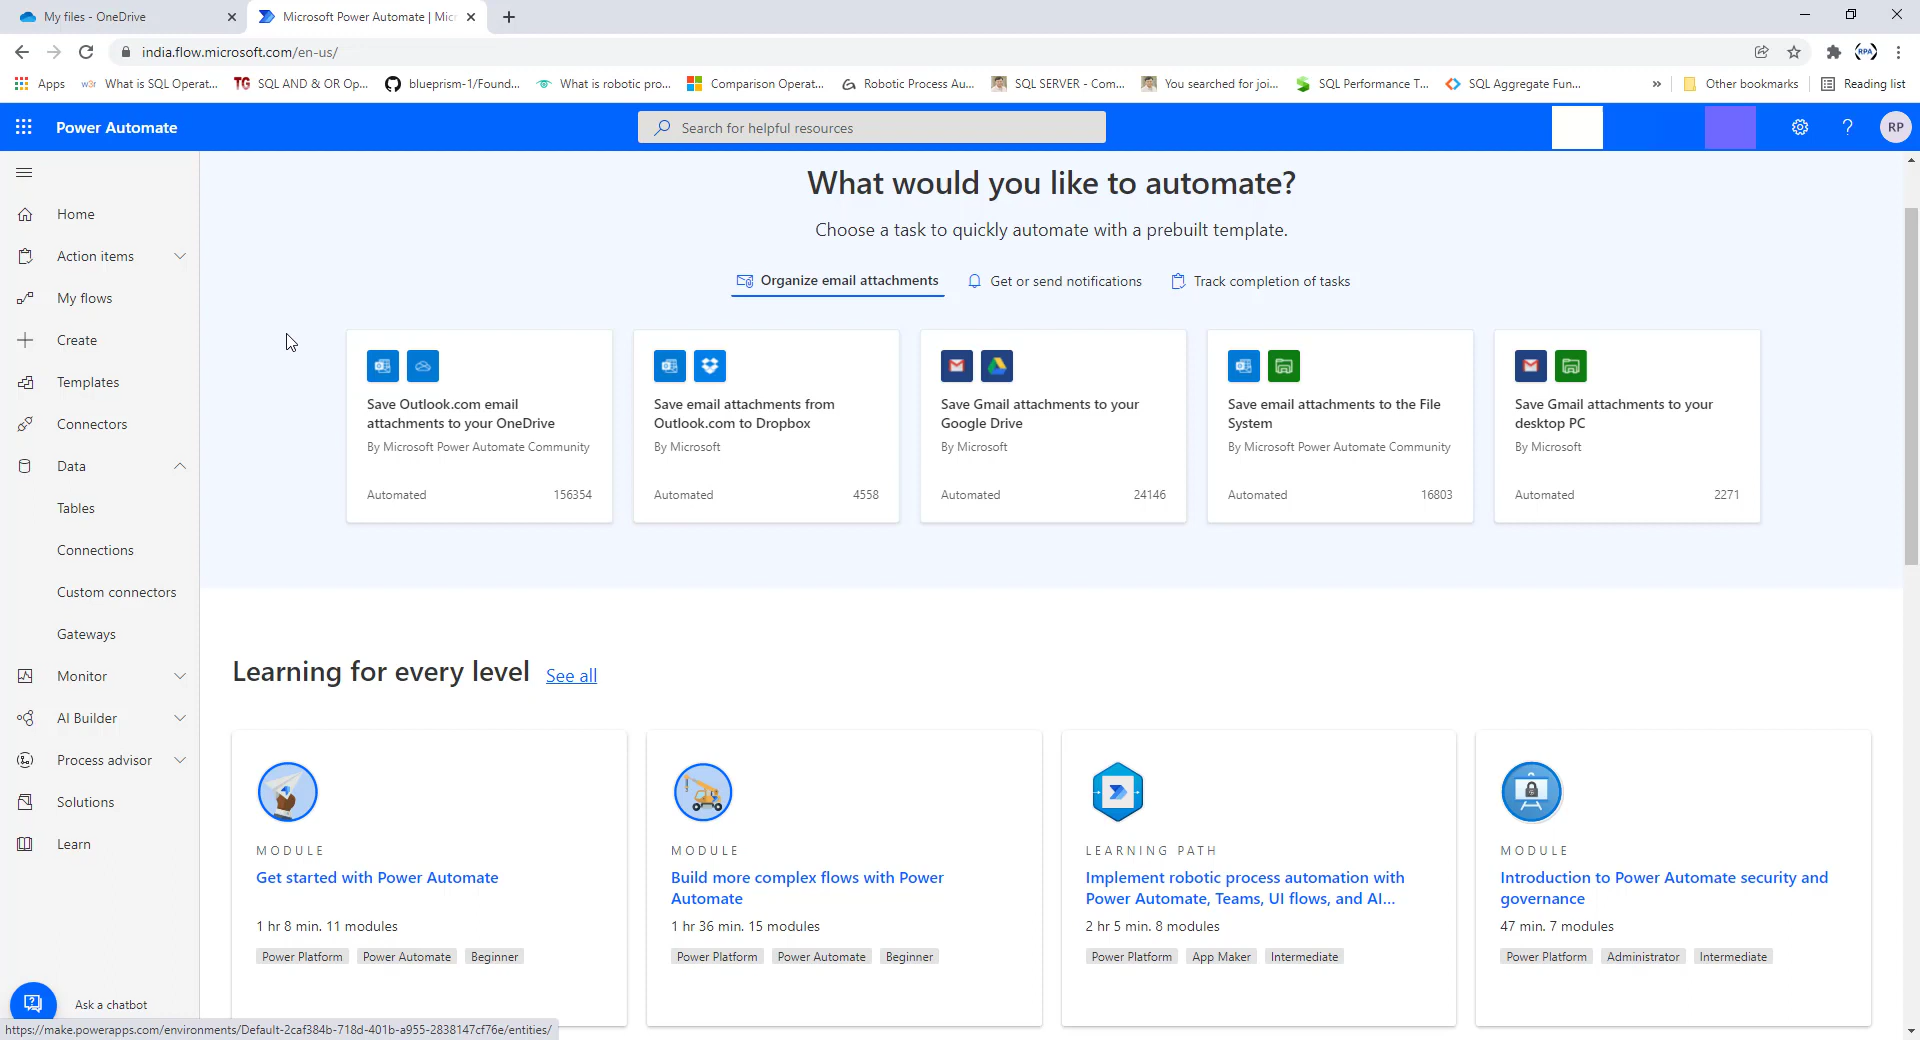 My files - OneDrive
Microsoft Power Automate | Micr
india.flow.microsoft.com/en-us/
Apps
What is SQL Operat...
SQL AND & OR Op...
blueprism-1/Found...
What is robotic pro...
Comparison Operat...
Robotic Process Au...
SQL SERVER - Com...
You searched for joi...
SQL Performance T...
SQL Aggregate Fun...
Other bookmarks
Reading list
Power Automate
Search for helpful resources
RP
Home
Action items
My flows
Create
Templates
Connectors
Data
Tables
Connections
Custom connectors
Gateways
Monitor
AI Builder
Process advisor
Solutions
Learn
Ask a chatbot
What would you like to automate?
Choose a task to quickly automate with a prebuilt template.
Organize email attachments
Get or send notifications
Track completion of tasks
Save Outlook.com email
attachments to your OneDrive
By Microsoft Power Automate Community
Automated 156354
Save email attachments from
Outlook.com to Dropbox
By Microsoft
Automated 4558
Save Gmail attachments to your
Google Drive
By Microsoft
Automated 24146
Save email attachments to the File
System
By Microsoft Power Automate Community
Automated 16803
Save Gmail attachments to your
desktop PC
By Microsoft
Automated 2271
Learning for every level See all
MODULE
Get started with Power Automate
1 hr 8 min. 11 modules
Power Platform Power Automate Beginner
MODULE
Build more complex flows with Power
Automate
1 hr 36 min. 15 modules
Power Platform Power Automate Beginner
LEARNING PATH
Implement robotic process automation with
Power Automate, Teams, UI flows, and AI...
2 hr 5 min. 8 modules
Power Platform App Maker Intermediate
MODULE
Introduction to Power Automate security and
governance
47 min. 7 modules
Power Platform Administrator Intermediate
https://make.powerapps.com/environments/Default-2caf384b-718d-401b-a955-2838147cf76e/entities/